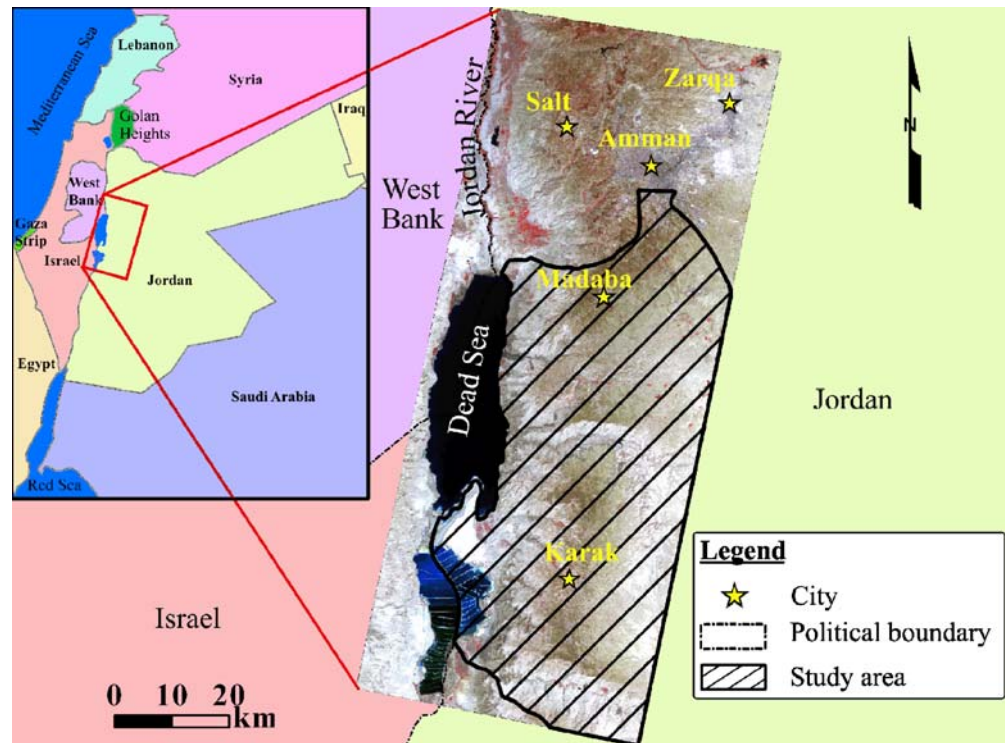 Mediterranean Sea
Lebanon
Syria
Iraq
Golan
Heights
West
Bank
Gaza
Strip
Israel
Jordan
Egypt
Saudi Arabia
Red Sea
Jordan River
West
Bank
Salt
Zarqa
Amman
Madaba
Dead Sea
Karak
Jordan
Israel
N
0 10 20
km
Legend
City
Political boundary
Study area